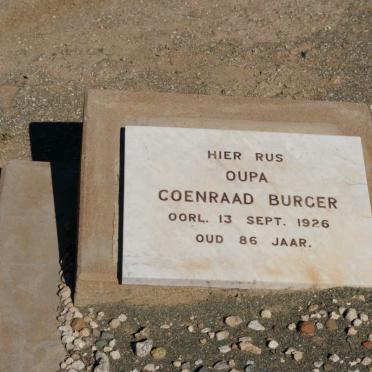 HIER RUS
OUPA
COENRAAD BURGER
OORL. 13 SEPT. 1926
OUD 86 JAAR.